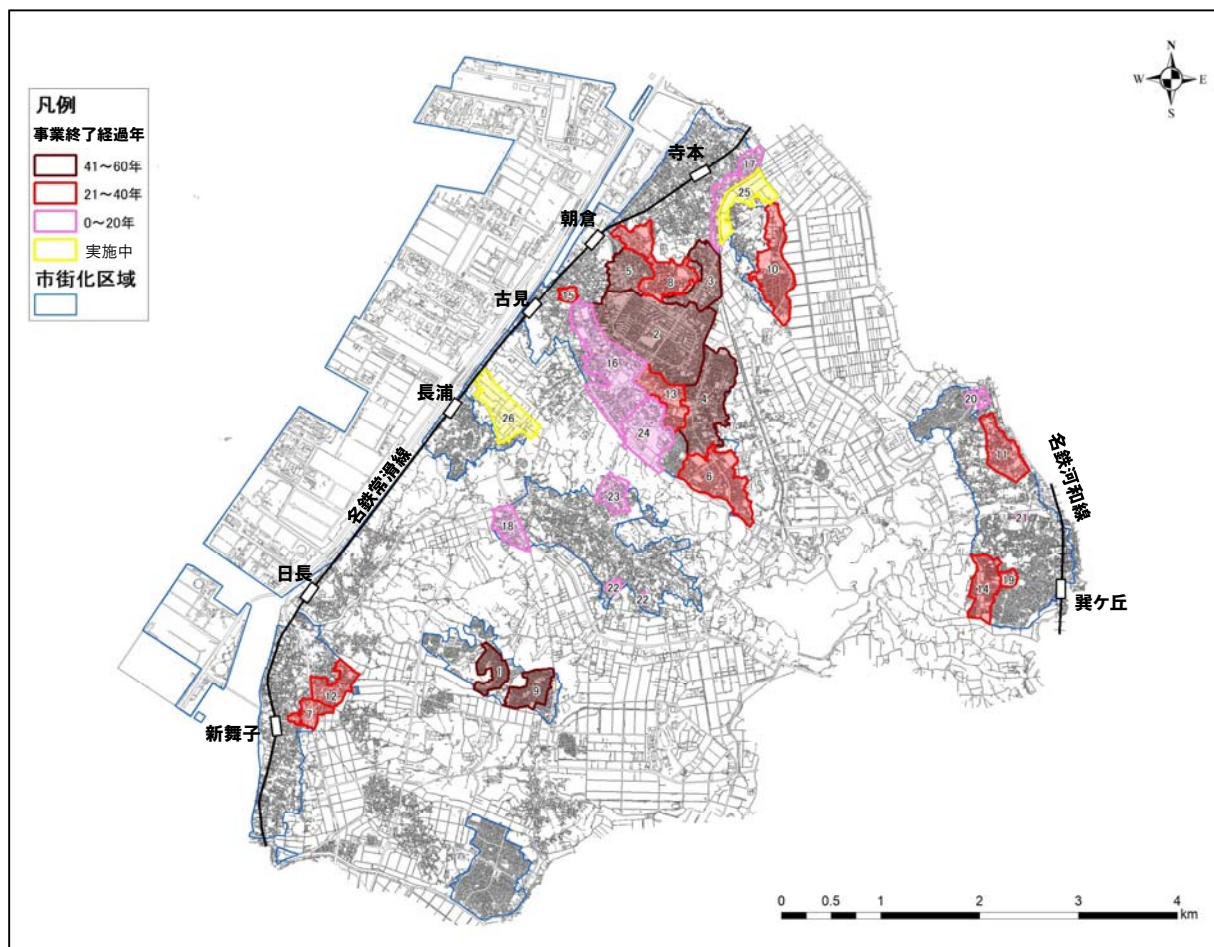 N
W E
S
凡例
事業終了経過年
41～60年
21～40年
0～20年
実施中
市街化区域
寺本
17
25
朝倉
10
5
8
3
古見
15
2
16
13
4
長浦
26
24
20
11
6
名鉄河和線
名鉄常滑線
23
18
21
日長
22
22
14
19
巽ケ丘
1
9
12
7
新舞子
0 0.5 1 2 3 4
km